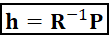 h = R⁻¹P